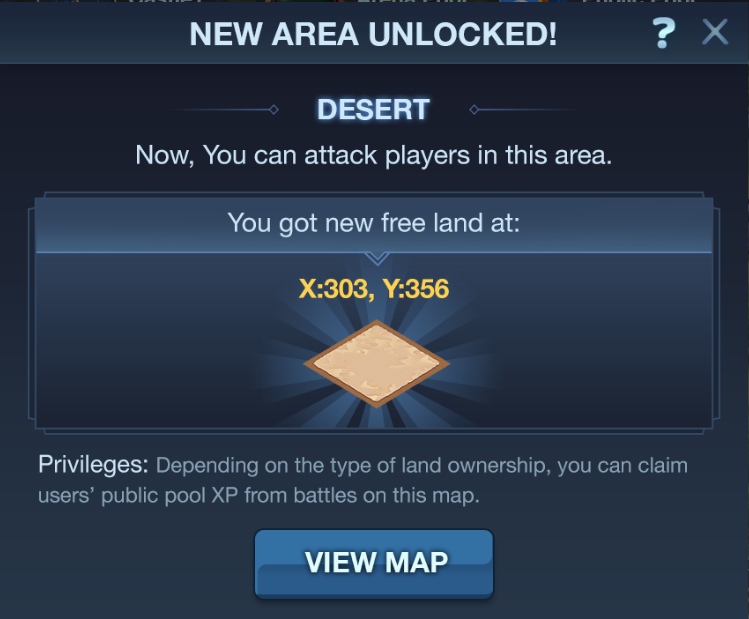 NEW AREA UNLOCKED!
?
DESERT
Now, You can attack players in this area.
You got new free land at:
X:303, Y:356
Privileges: Depending on the type of land ownership, you can claim
users’ public pool XP from battles on this map.
VIEW MAP